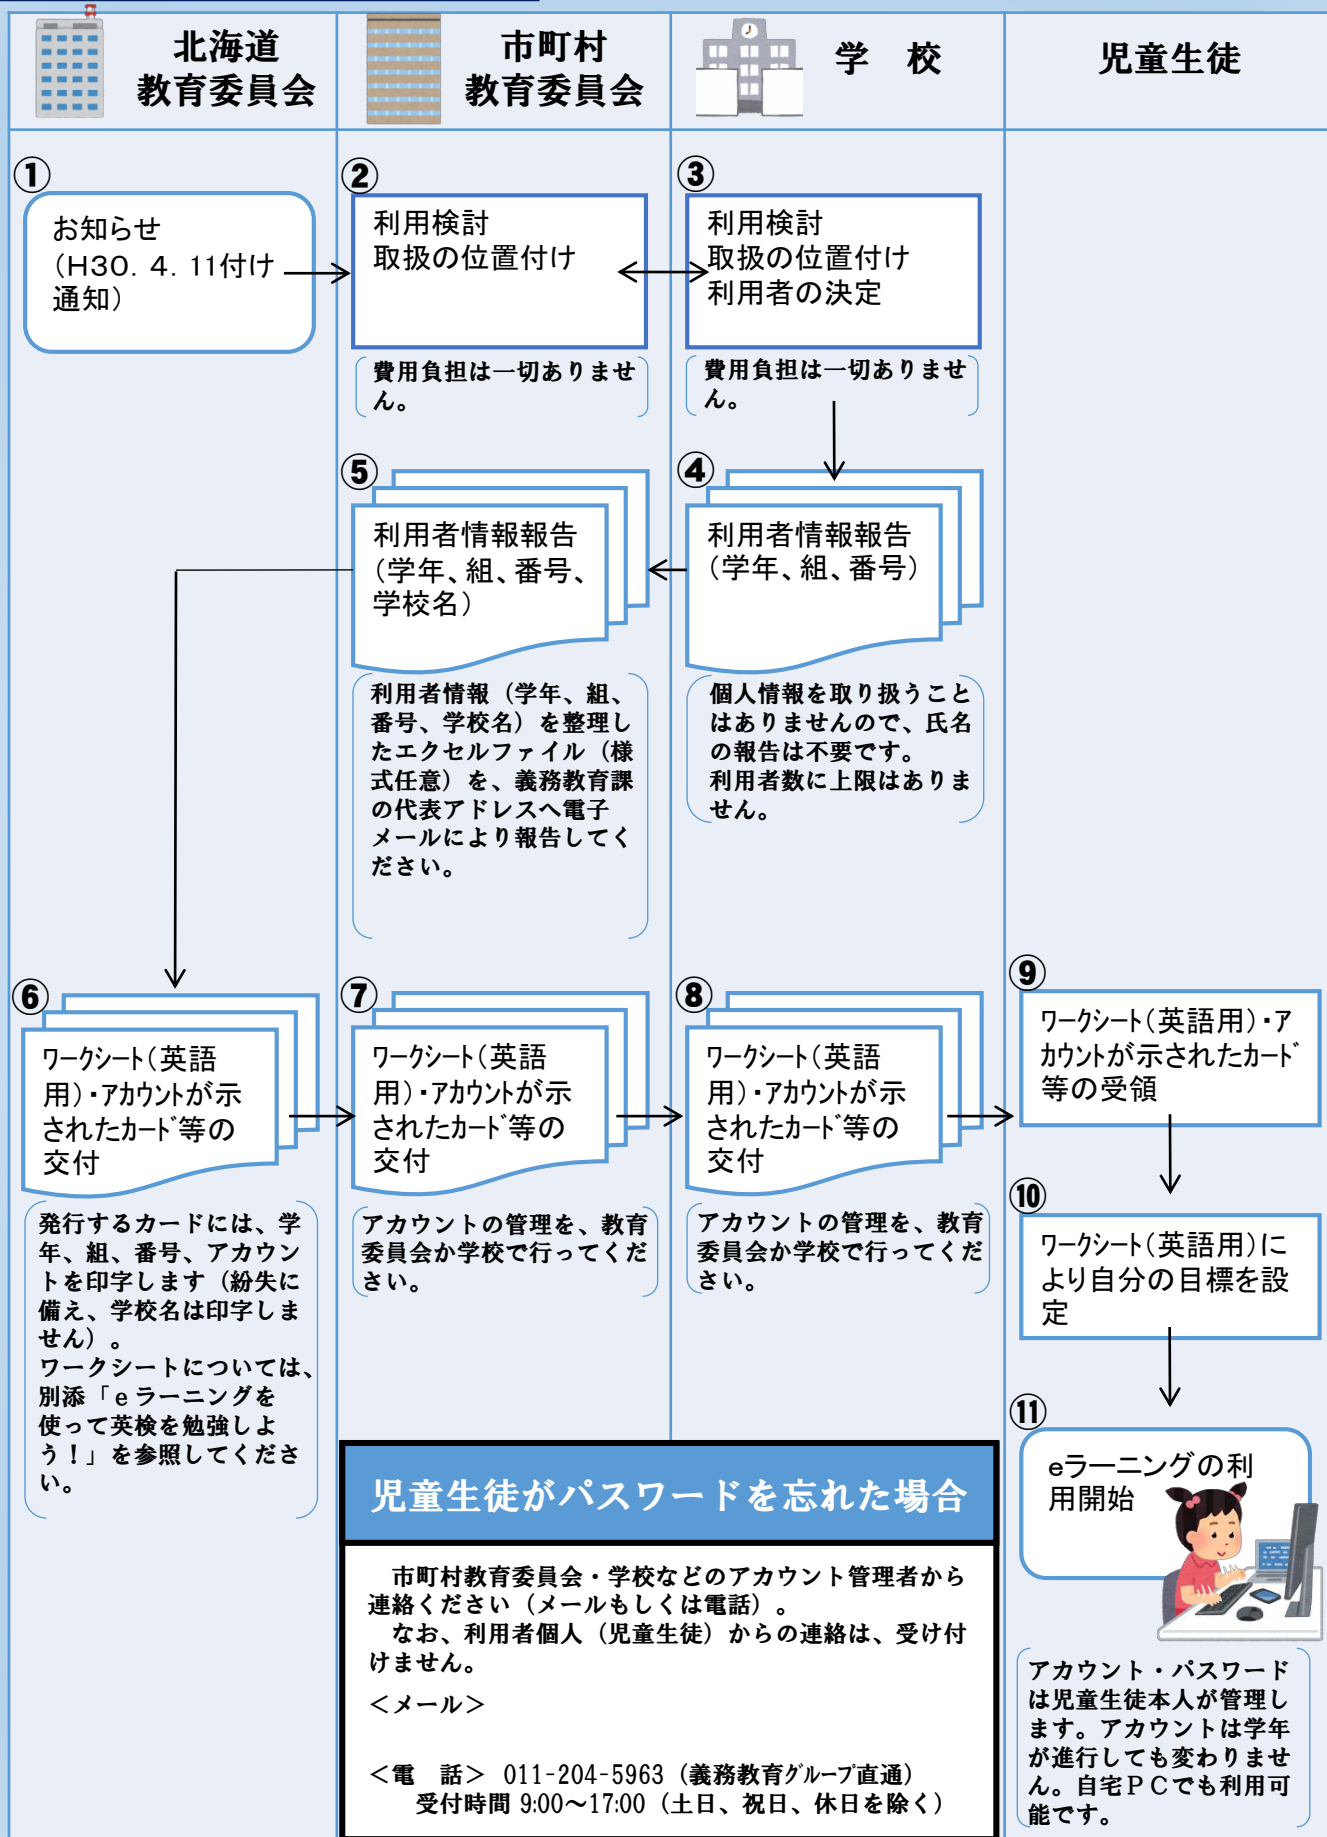 北海道
教育委員会
市町村
教育委員会
学　校
児童生徒
①
お知らせ
（H30．4．11付け
通知）
②
利用検討
取扱の位置付け
費用負担は一切ありませ
ん。
③
利用検討
取扱の位置付け
利用者の決定
費用負担は一切ありませ
ん。
④
利用者情報報告
（学年、組、番号）
個人情報を取り扱うこと
はありませんので、氏名
の報告は不要です。
利用者数に上限はありま
せん。
⑤
利用者情報報告
（学年、組、番号、
学校名）
利用者情報（学年、組、
番号、学校名）を整理し
たエクセルファイル（様
式任意）を、義務教育課
の代表アドレスへ電子
メールにより報告してく
ださい。
⑥
ワークシート（英語
用）・アカウントが示
されたカード等の
交付
発行するカードには、学
年、組、番号、アカウン
トを印字します（紛失に
備え、学校名は印字しま
せん）。
ワークシートについては、
別添「ｅラーニングを
使って英検を勉強しよ
う！」を参照してくださ
い。
⑦
ワークシート（英語
用）・アカウントが示
されたカード等の
交付
アカウントの管理を、教育
委員会か学校で行ってくだ
さい。
⑧
ワークシート（英語
用）・アカウントが示
されたカード等の
交付
アカウントの管理を、教育
委員会か学校で行ってくだ
さい。
⑨
ワークシート（英語用）・ア
カウントが示されたカード
等の受領
⑩
ワークシート（英語用）に
より自分の目標を設
定
⑪
eラーニングの利
用開始
アカウント・パスワード
は児童生徒本人が管理し
ます。アカウントは学年
が進行しても変わりませ
ん。自宅ＰＣでも利用可
能です。
児童生徒がパスワードを忘れた場合
市町村教育委員会・学校などのアカウント管理者から
連絡ください（メールもしくは電話）。
なお、利用者個人（児童生徒）からの連絡は、受け付
けません。
＜メール＞
＜電　話＞ 011-204-5963（義務教育グループ直通）
受付時間 9:00～17:00（土日、祝日、休日を除く）